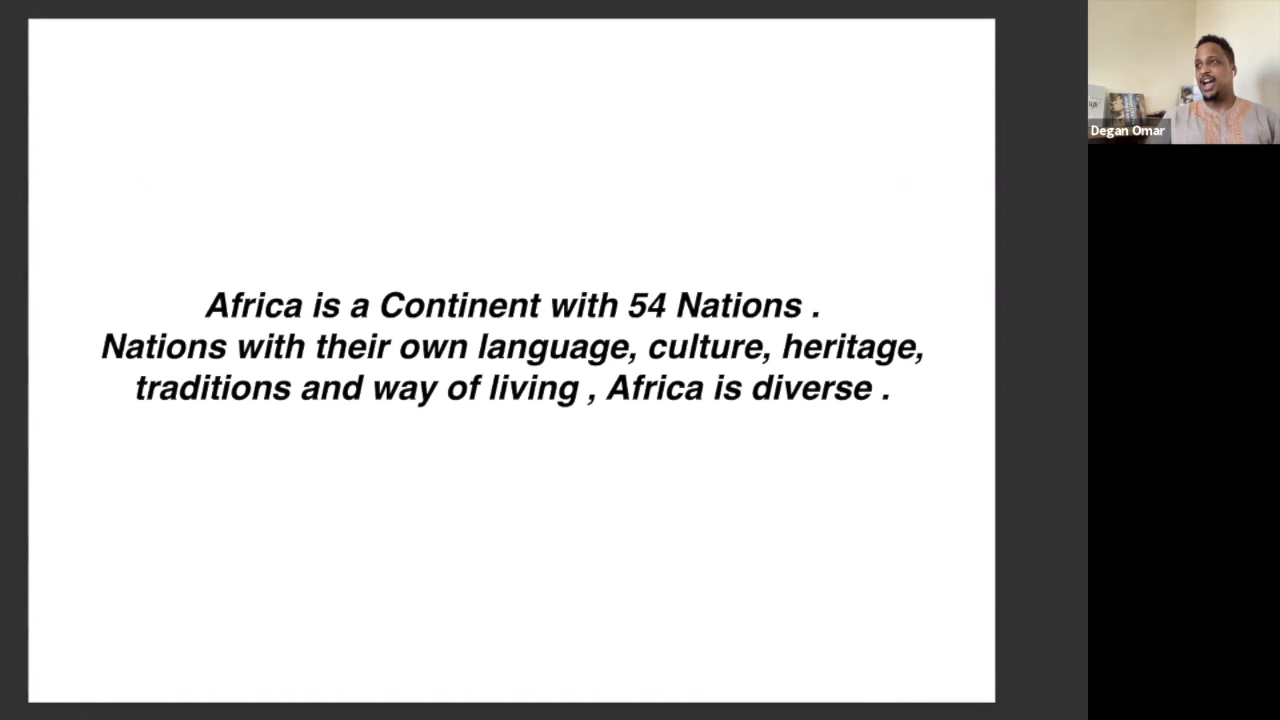 Africa is a Continent with 54 Nations .
Nations with their own language, culture, heritage,
traditions and way of living , Africa is diverse .
Degan Omar